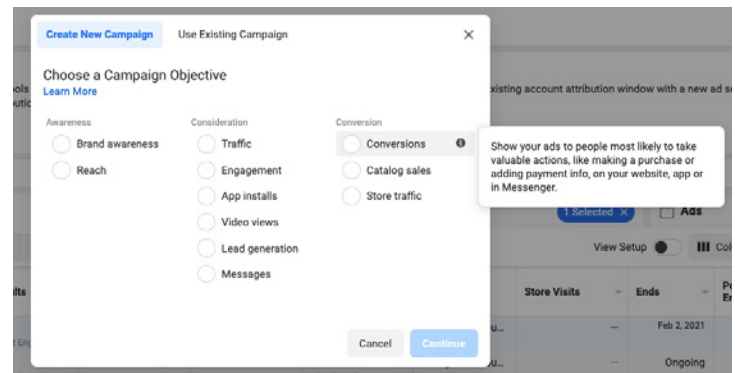 Create New Campaign Use Existing Campaign
Choose a Campaign Objective
Learn More
Awareness Consideration Conversion
Brand awareness Traffic Conversions
Reach Engagement Catalog sales
App installs Store traffic
Video views
Lead generation
Messages
Cancel Continue
Show your ads to people most likely to take
valuable actions, like making a purchase or
adding payment info, on your website, app or
in Messenger.
existing account attribution window with a new ad
1 Selected Ads
View Setup
Store Visits Ends
Feb 2, 2021
Ongoing